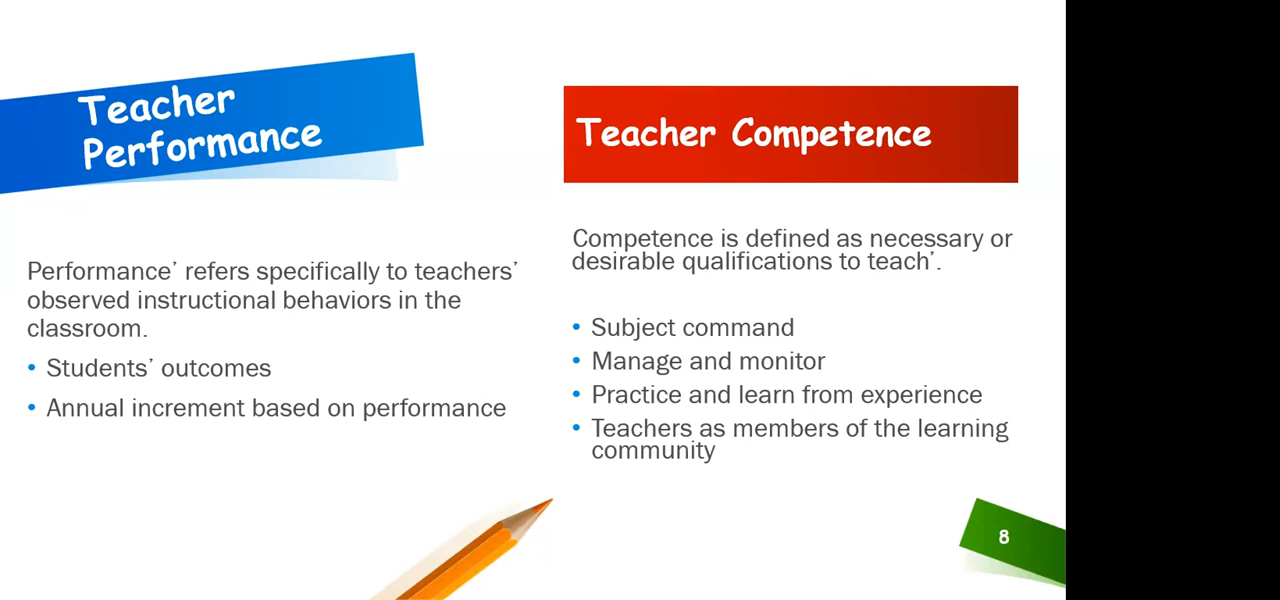 Teacher
Performance
Performance’ refers specifically to teachers’
observed instructional behaviors in the
classroom.
• Students’ outcomes
• Annual increment based on performance
Teacher Competence
Competence is defined as necessary or
desirable qualifications to teach’.
• Subject command
• Manage and monitor
• Practice and learn from experience
• Teachers as members of the learning
community
8